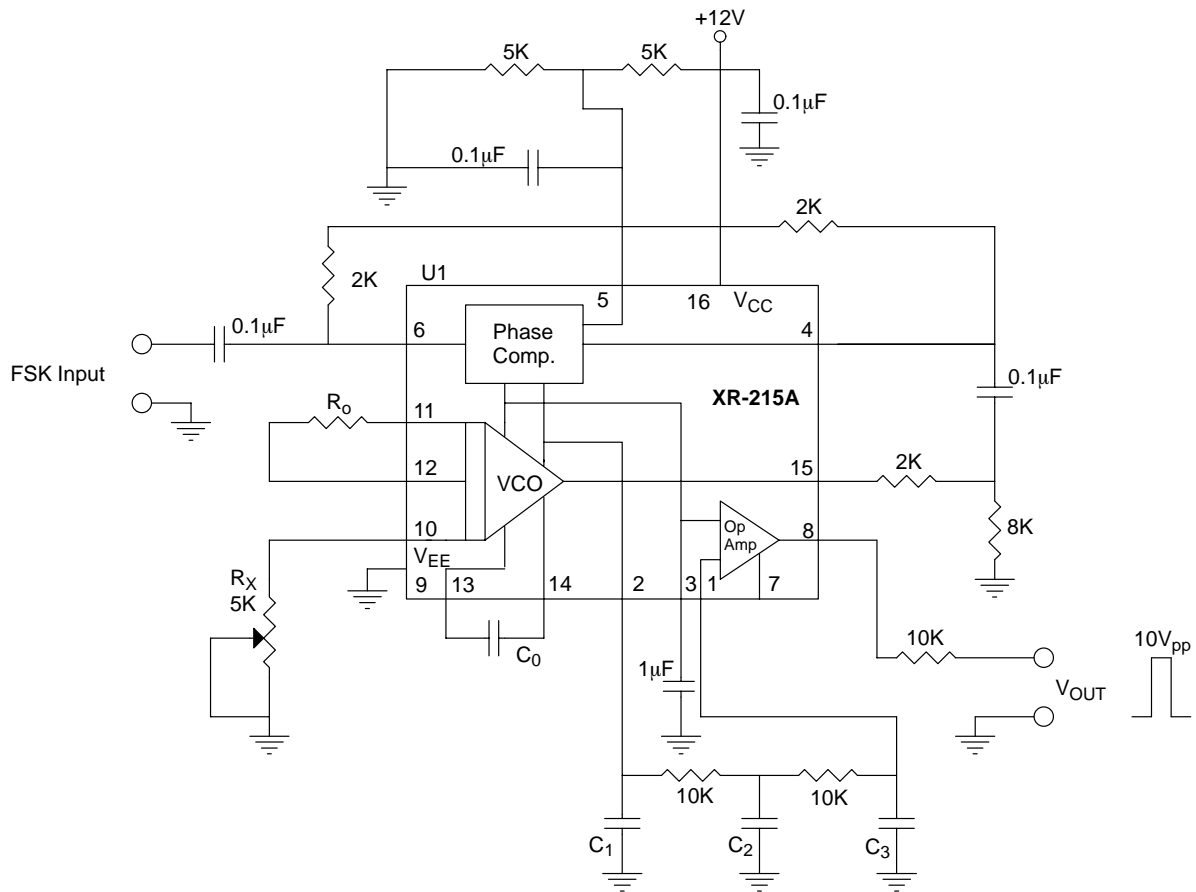 +12V
5K
5K
0.1μF
0.1μF
2K
2K
U1
5
16
VCC
0.1μF
6
Phase
Comp.
4
FSK Input
0.1μF
XR-215A
Ro
11
12
VCO
15
2K
10
Op
Amp
8
8K
VEE
RX
5K
9
13
14
2
3
1
7
C0
10K
10Vpp
1μF
VOUT
10K
10K
C1
C2
C3